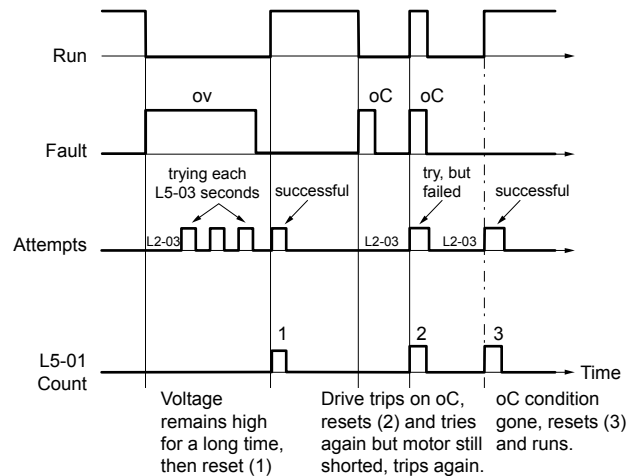 Run
ov
oC
oC
Fault
trying each
L5-03 seconds
successful
try, but
failed
successful
Attempts
L2-03
L2-03
L2-03
1
2
3
L5-01
Count
Time
Voltage
remains high
for a long time,
then reset (1)
Drive trips on oC,
resets (2) and tries
again but motor still
shorted, trips again.
oC condition
gone, resets (3)
and runs.